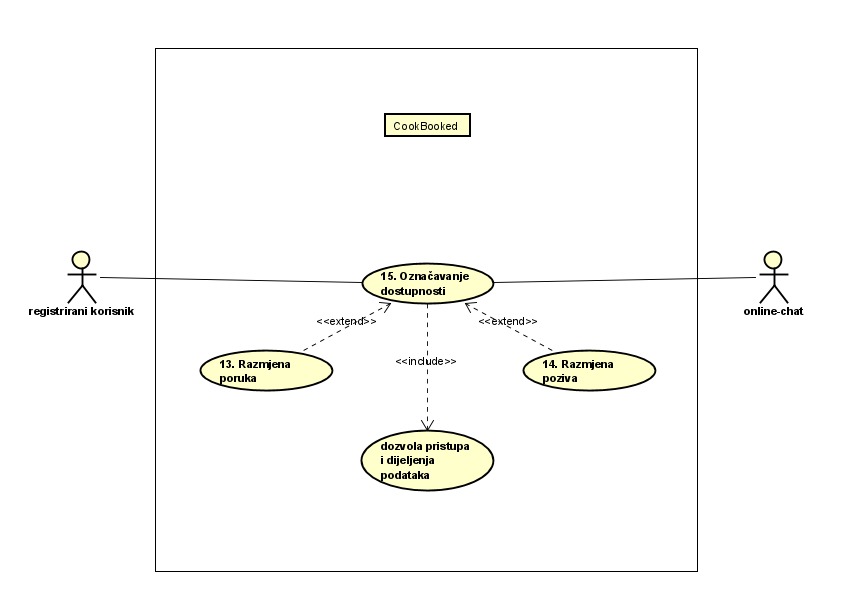 CookBooked
15. Označavanje
dostupnosti
registrirani korisnik
online-chat
<<extend>>
<<extend>>
13. Razmjena
poruka
<<include>>
14. Razmjena
poziva
dozvola pristupa
i dijeljenja
podataka